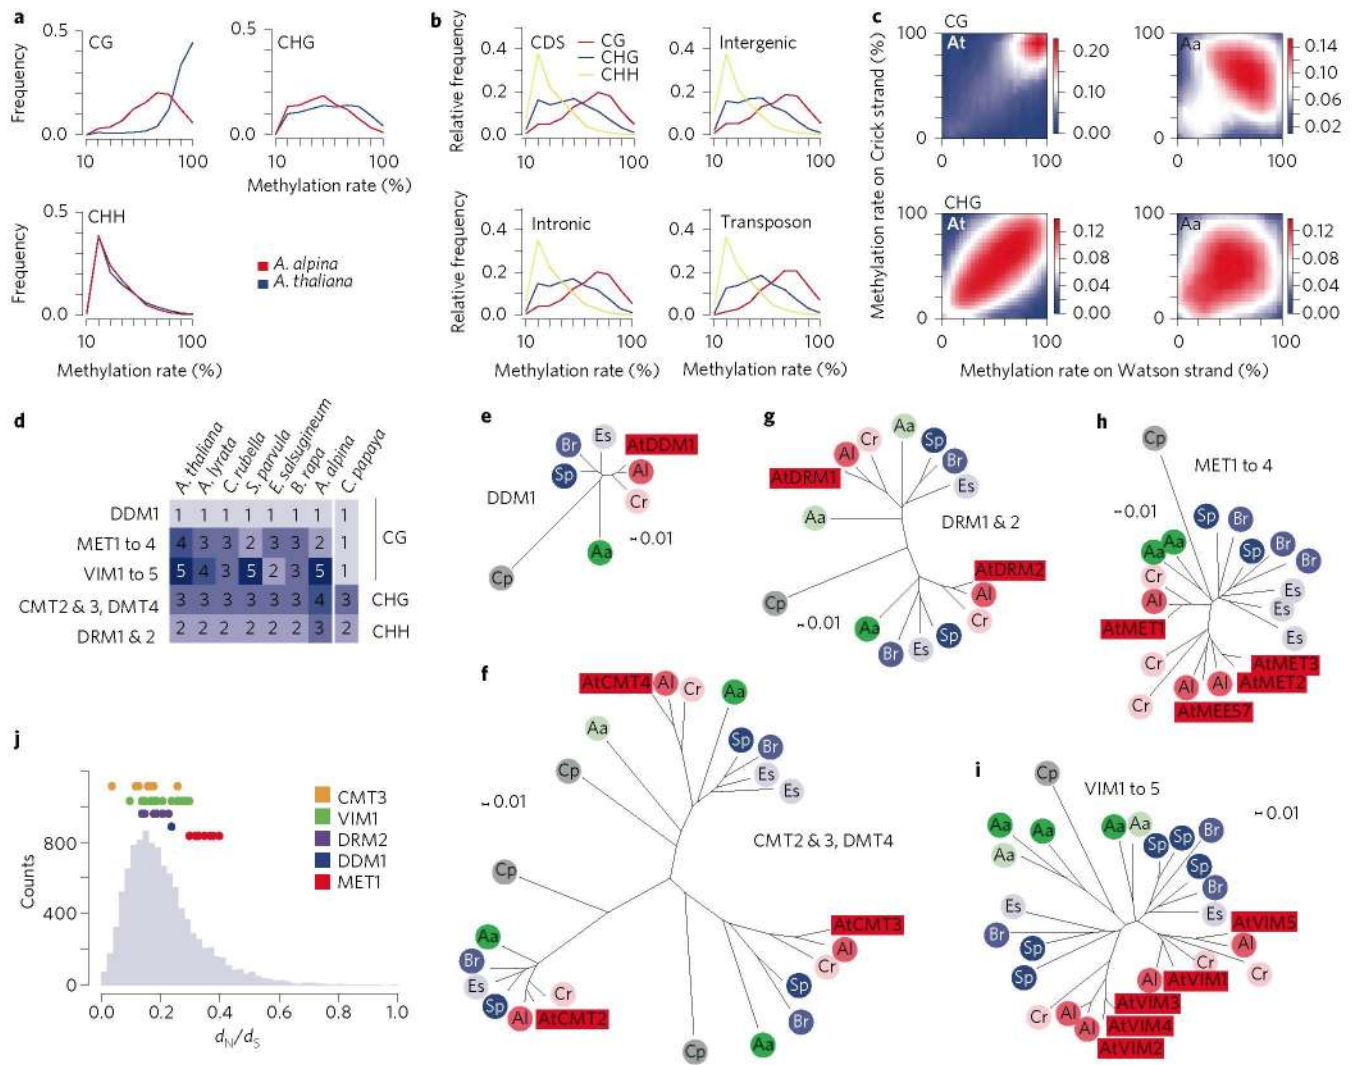 a
0.5
CG
Frequency
0.0
10
100
0.5
CHG
0.0
10
100
Methylation rate (%)
0.5
CHH
Frequency
0.0
10
100
Methylation rate (%)
A. alpina
A. thaliana
b
Relative frequency
0.4
0.2
0.0
CDS
CG
CHG
CHH
10
100
0.4
0.2
0.0
Intergenic
10
100
Relative frequency
0.4
0.2
0.0
Intronic
10
100
Methylation rate (%)
0.4
0.2
0.0
Transposon
10
100
Methylation rate (%)
c
Methylation rate on Crick strand (%)
CG
100
At
0
0
100
0.20
0.10
0.00
100
Aa
0
0
100
0.14
0.10
0.06
0.02
CHG
100
At
0
0
100
0.12
0.08
0.04
0.00
100
Aa
0
0
100
0.12
0.08
0.04
0.00
Methylation rate on Watson strand (%)
d
A. thaliana
A. lyrata
C. rubella
S. parvula
E. salsugineum
B. rapa
A. alpina
C. papaya
DDM1 1 1 1 1 1 1 1 1
MET1 to 4 4 3 3 2 3 3 2 1
CG
VIM1 to 5 5 4 3 5 2 3 5 1
CMT2 & 3, DMT4 3 3 3 3 3 3 4 3 CHG
DRM1 & 2 2 2 2 2 2 2 3 2 CHH
e
Es
Br
AtDDM1
Sp
Al
DDM1
Cr
0.01
Aa
Cp
f
AtCMT4
Al
Cr
Aa
Aa
Sp
Br
Cp
Es
Es
0.01
CMT2 & 3, DMT4
Cp
AtCMT3
Aa
Al
Br
Cr
Es
Sp
Cr
Sp
Al
AtCMT2
Br
Aa
Cp
g
Aa
Cr
Sp
Al
Br
AtDRM1
Es
Aa
DRM1 & 2
AtDRM2
Al
Cp
0.01
Cr
Aa
Sp
Br
Es
h
Cp
MET1 to 4
0.01
Sp
Br
Aa
Aa
Sp
Br
Br
Cr
Es
Al
Es
AtMET1
Es
Cr
AtMET3
Al
Al
AtMET2
Cr
AtMEE57
i
Cp
VIM1 to 5
0.01
Aa
Aa
Aa
Aa
Sp
Sp
Br
Aa
Sp
Br
Es
Es
AtVIM5
Br
Al
Sp
Cr
Cr
Sp
Al
AtVIM1
AtVIM3
Cr
Al
Al
AtVIM4
AtVIM2
j
CMT3
VIM1
DRM2
DDM1
MET1
Counts
800
400
0
0.0
0.2
0.4
0.6
0.8
1.0
dN/dS